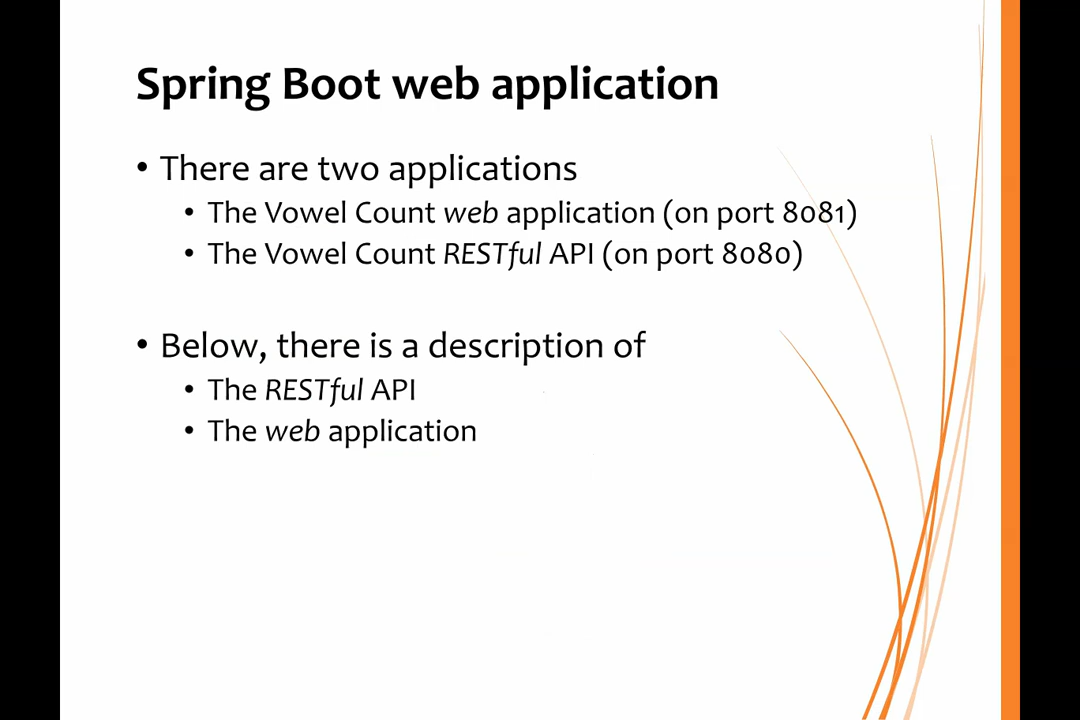 Spring Boot web application
• There are two applications
• The Vowel Count web application (on port 8081)
• The Vowel Count RESTful API (on port 8080)
• Below, there is a description of
• The RESTful API
• The web application